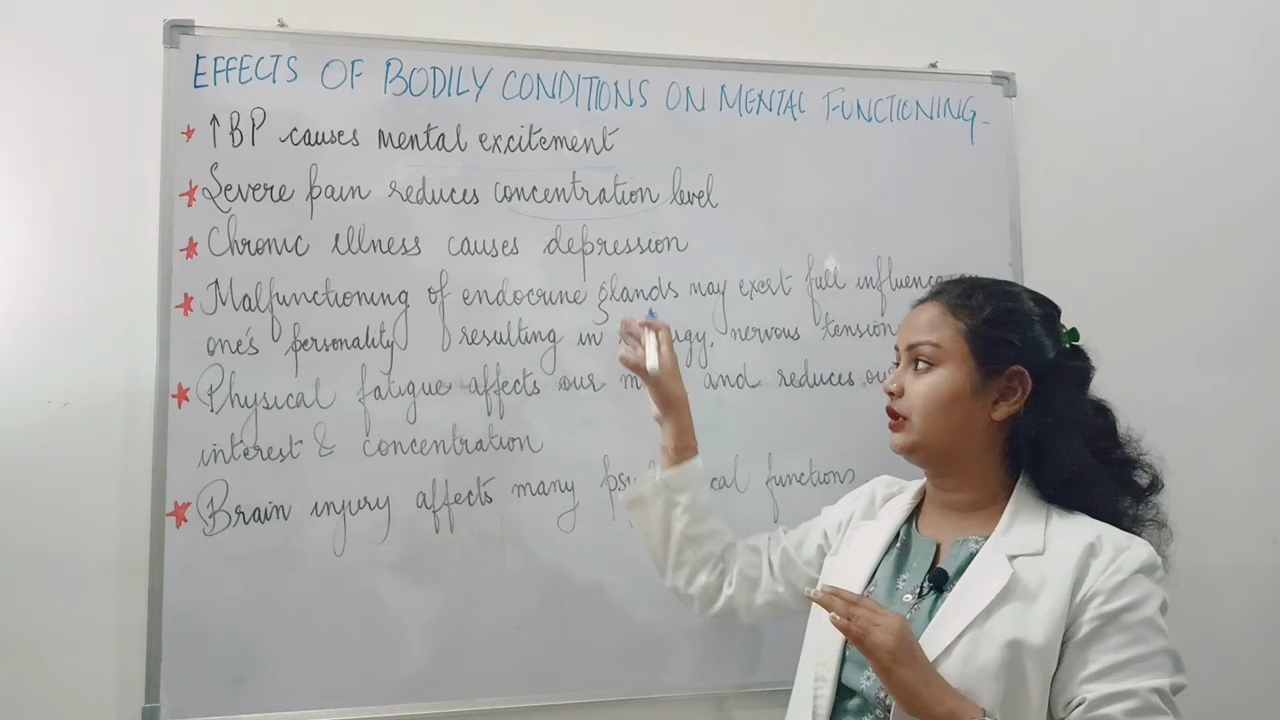 EFFECTS OF BODILY CONDITIONS ON MENTAL FUNCTIONING-
↑BP causes mental excitement
Severe pain reduces concentration level
Chronic illness causes depression
Malfunctioning of endocrine glands may exert full
one's personality resulting in nervous tension
Physical fatigue affects our and reduces
interest & concentration
Brain injury affects many functions